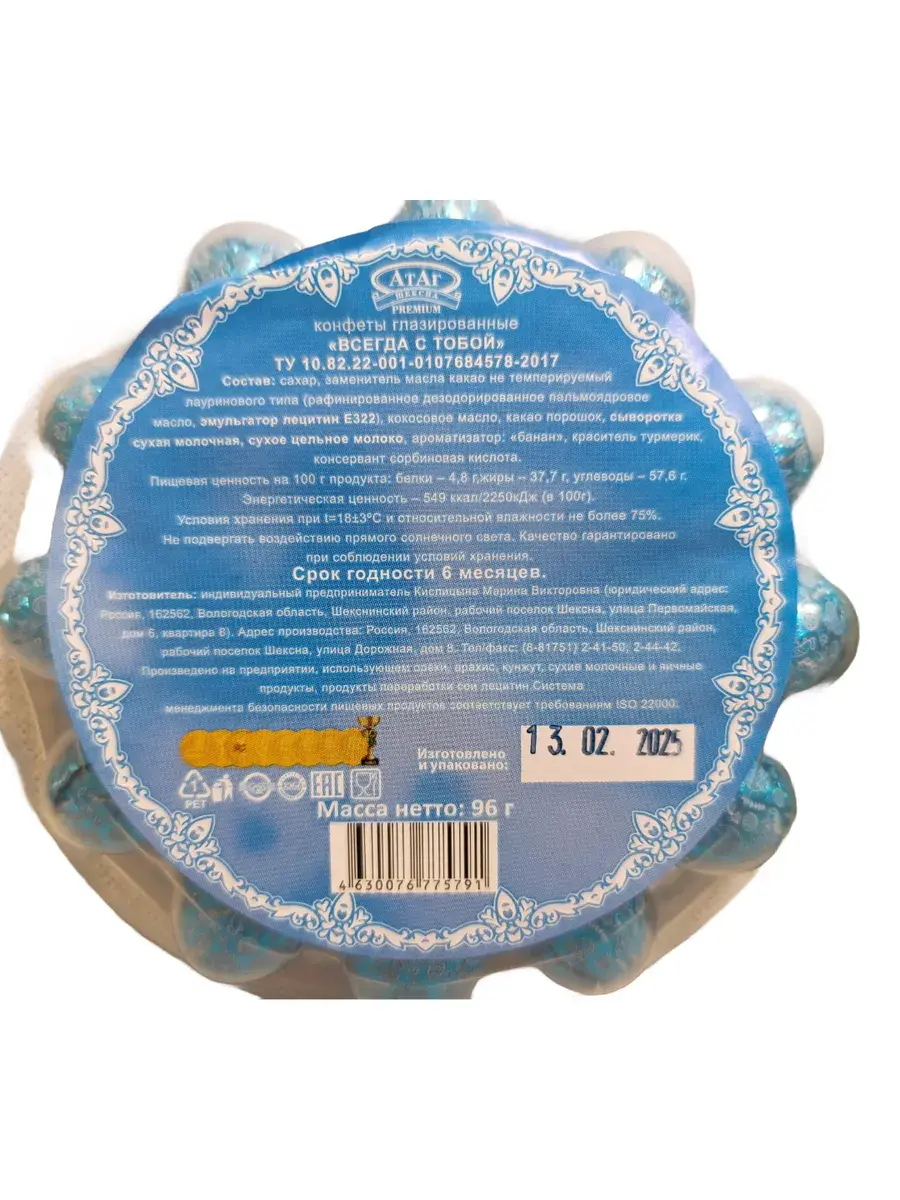 АтАг
ШЕКСНА
PREMIUM
конфеты глазированные
«ВСЕГДА С ТОБОЙ»
ТУ 10.82.22-001-0107684578-2017
Состав: сахар, заменитель масла какао не темперируемый
лауринового типа (рафинированное дезодорированное пальмоядровое
масло, эмульгатор лецитин Е322), кокосовое масло, какао порошок, сыворотка
сухая молочная, сухое цельное молоко, ароматизатор: «банан», краситель турмерик,
консервант сорбиновая кислота.
Пищевая ценность на 100 г продукта: белки – 4,8 г,жиры – 37,7 г, углеводы – 57,6 г.
Энергетическая ценность – 549 ккал/2250кДж (в 100г).
Условия хранения при t=18±3ºС и относительной влажности не более 75%.
Не подвергать воздействию прямого солнечного света. Качество гарантировано
при соблюдении условий хранения.
Срок годности 6 месяцев.
Изготовитель: индивидуальный предприниматель Киспицына Марина Викторовна (юридический адрес:
Россия, 162562, Вологодская область, Шекснинский район, рабочий поселок Шексна, улица Первомайская,
дом 6, квартира 8). Адрес производства: Россия, 162562, Вологодская область, Шекснинский район,
рабочий поселок Шексна, улица Дорожная, дом 8. Тел/факс: (8-81751) 2-41-50; 2-44-42.
Произведено на предприятии, использующем орехи, арахис, кунжут, сухие молочные и яичные
продукты, продукты переработки сои лецитин.Система
менеджмента безопасности пищевых продуктов соответствует требованиям ISO 22000.
Изготовлено
и упаковано:
13. 02. 2025
1
PET
EAC
Масса нетто: 96 г
4 630076 775791